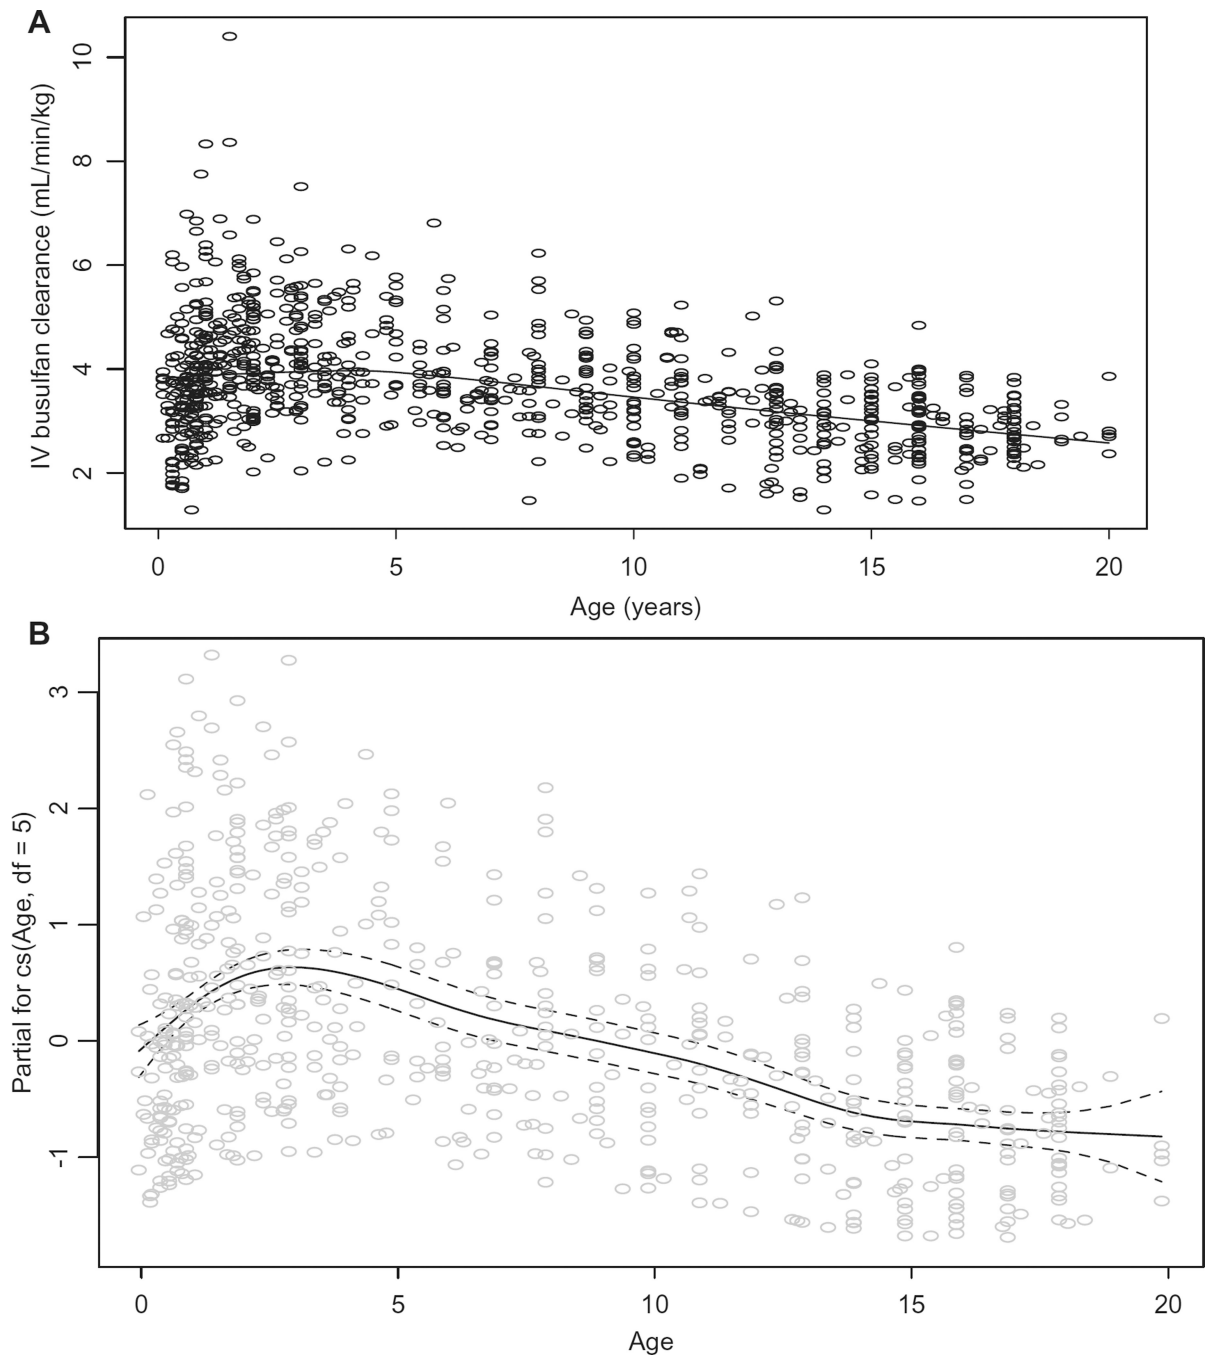 A
IV busulfan clearance (mL/min/kg)
10
8
6
4
2
0 5 10 15 20
Age (years)
B
Partial for cs(Age, df = 5)
3
2
1
0
-1
0 5 10 15 20
Age